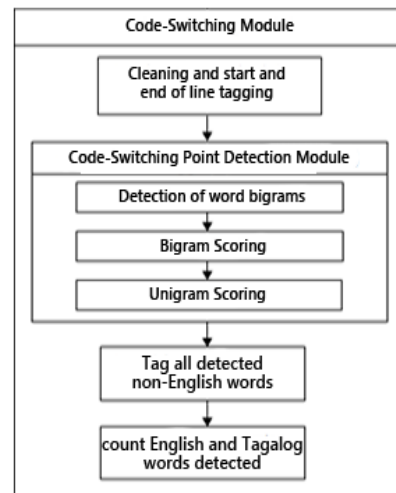 Code-Switching Module
Cleaning and start and
end of line tagging
Code-Switching Point Detection Module
Detection of word bigrams
Bigram Scoring
Unigram Scoring
Tag all detected
non-English words
count English and Tagalog
words detected